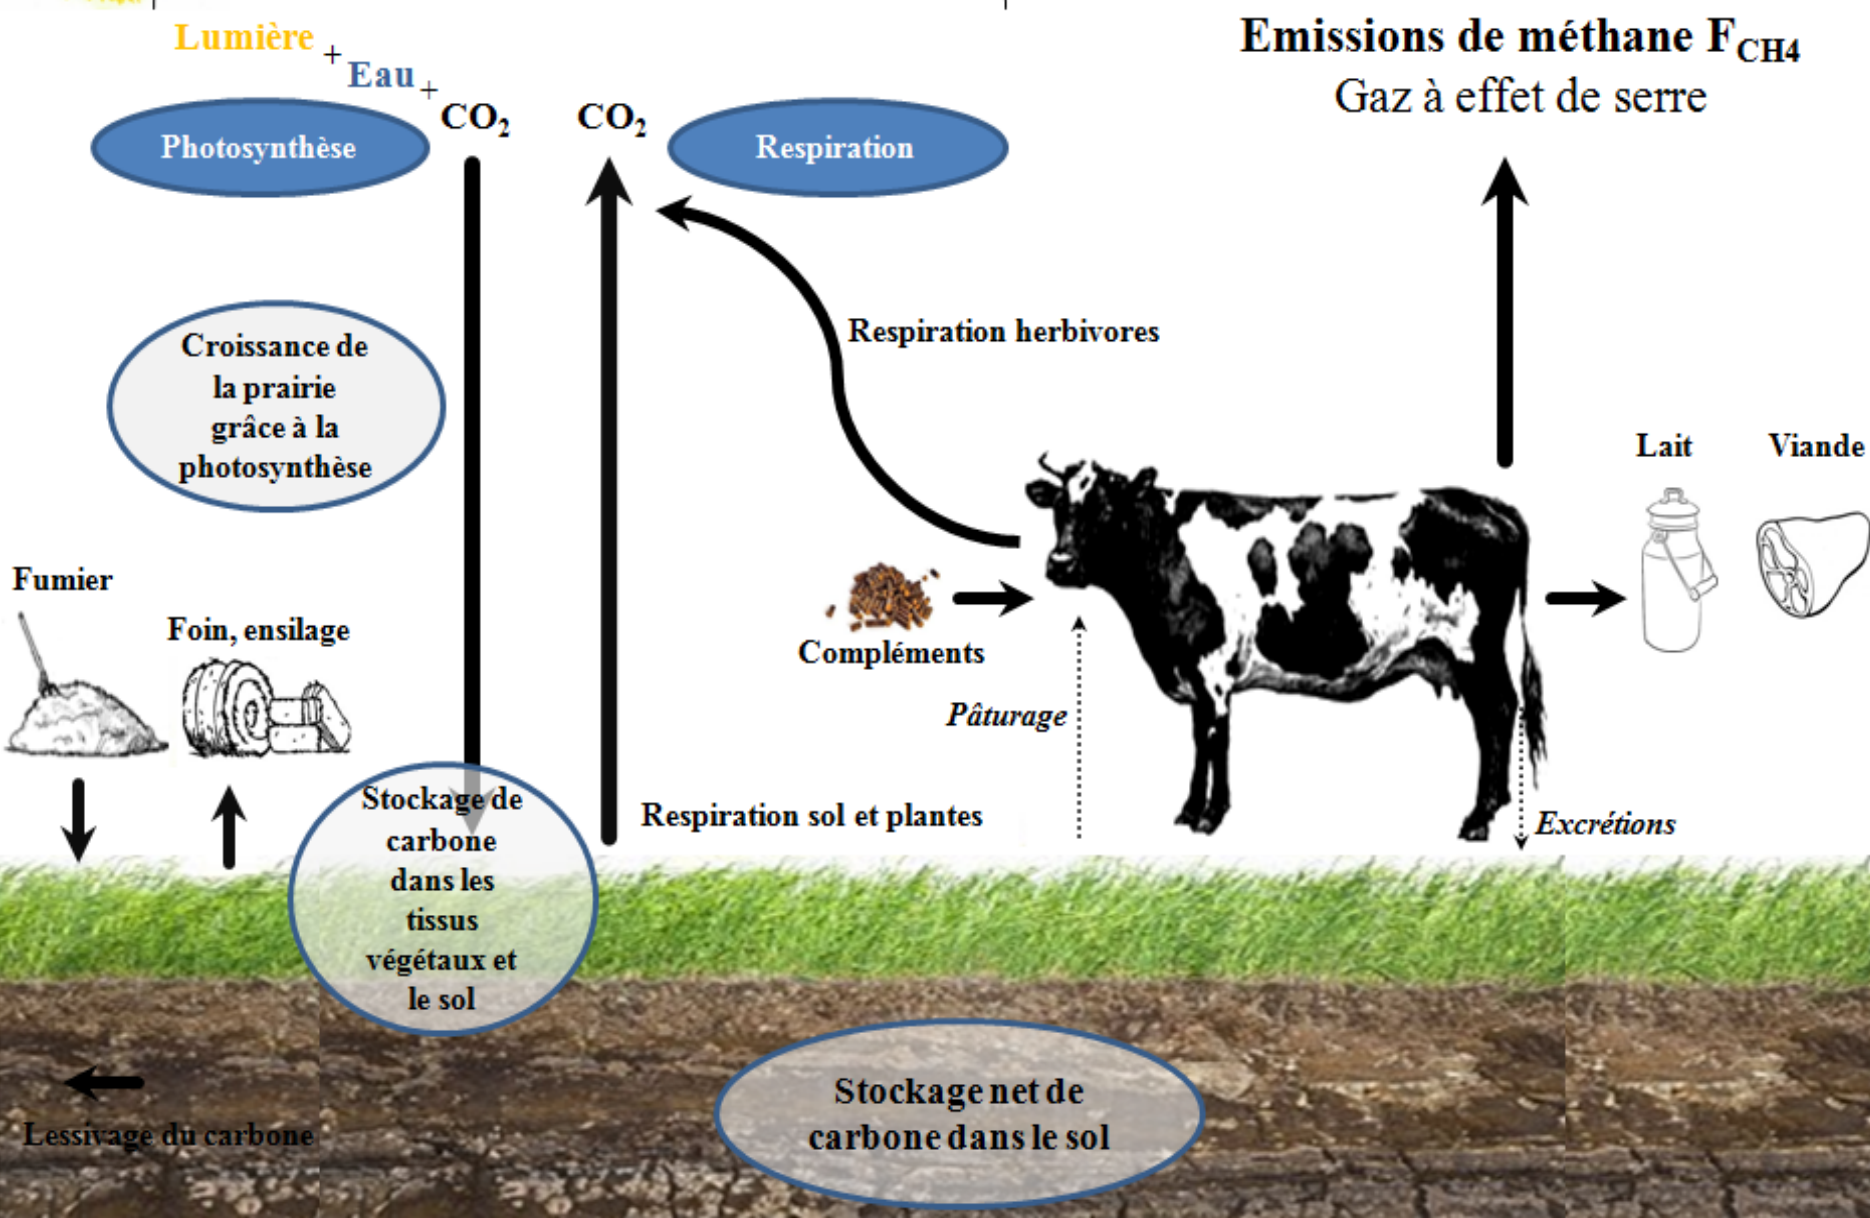 Lumière + Eau + CO₂
CO₂
Emissions de méthane F_CH4
Gaz à effet de serre
Photosynthèse
Respiration
Respiration herbivores
Croissance de
la prairie
grâce à la
photosynthèse
Lait
Viande
Fumier
Foin, ensilage
Compléments
Pâturage
Stockage de
carbone
dans les
tissus
végétaux et
le sol
Respiration sol et plantes
Excrétions
Stockage net de
carbone dans le sol
Lessivage du carbone